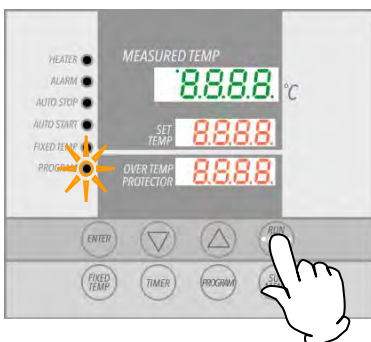 HEATER
MEASURED TEMP
ALARM
8.8.8.8. °C
AUTO STOP
AUTO START
SET TEMP 8.8.8.8.
FIXED TEMP
PROGRAM
OVER TEMP PROTECTOR 8.8.8.8.
ENTER
RUN
FIXED TEMP
TIMER
PROGRAM